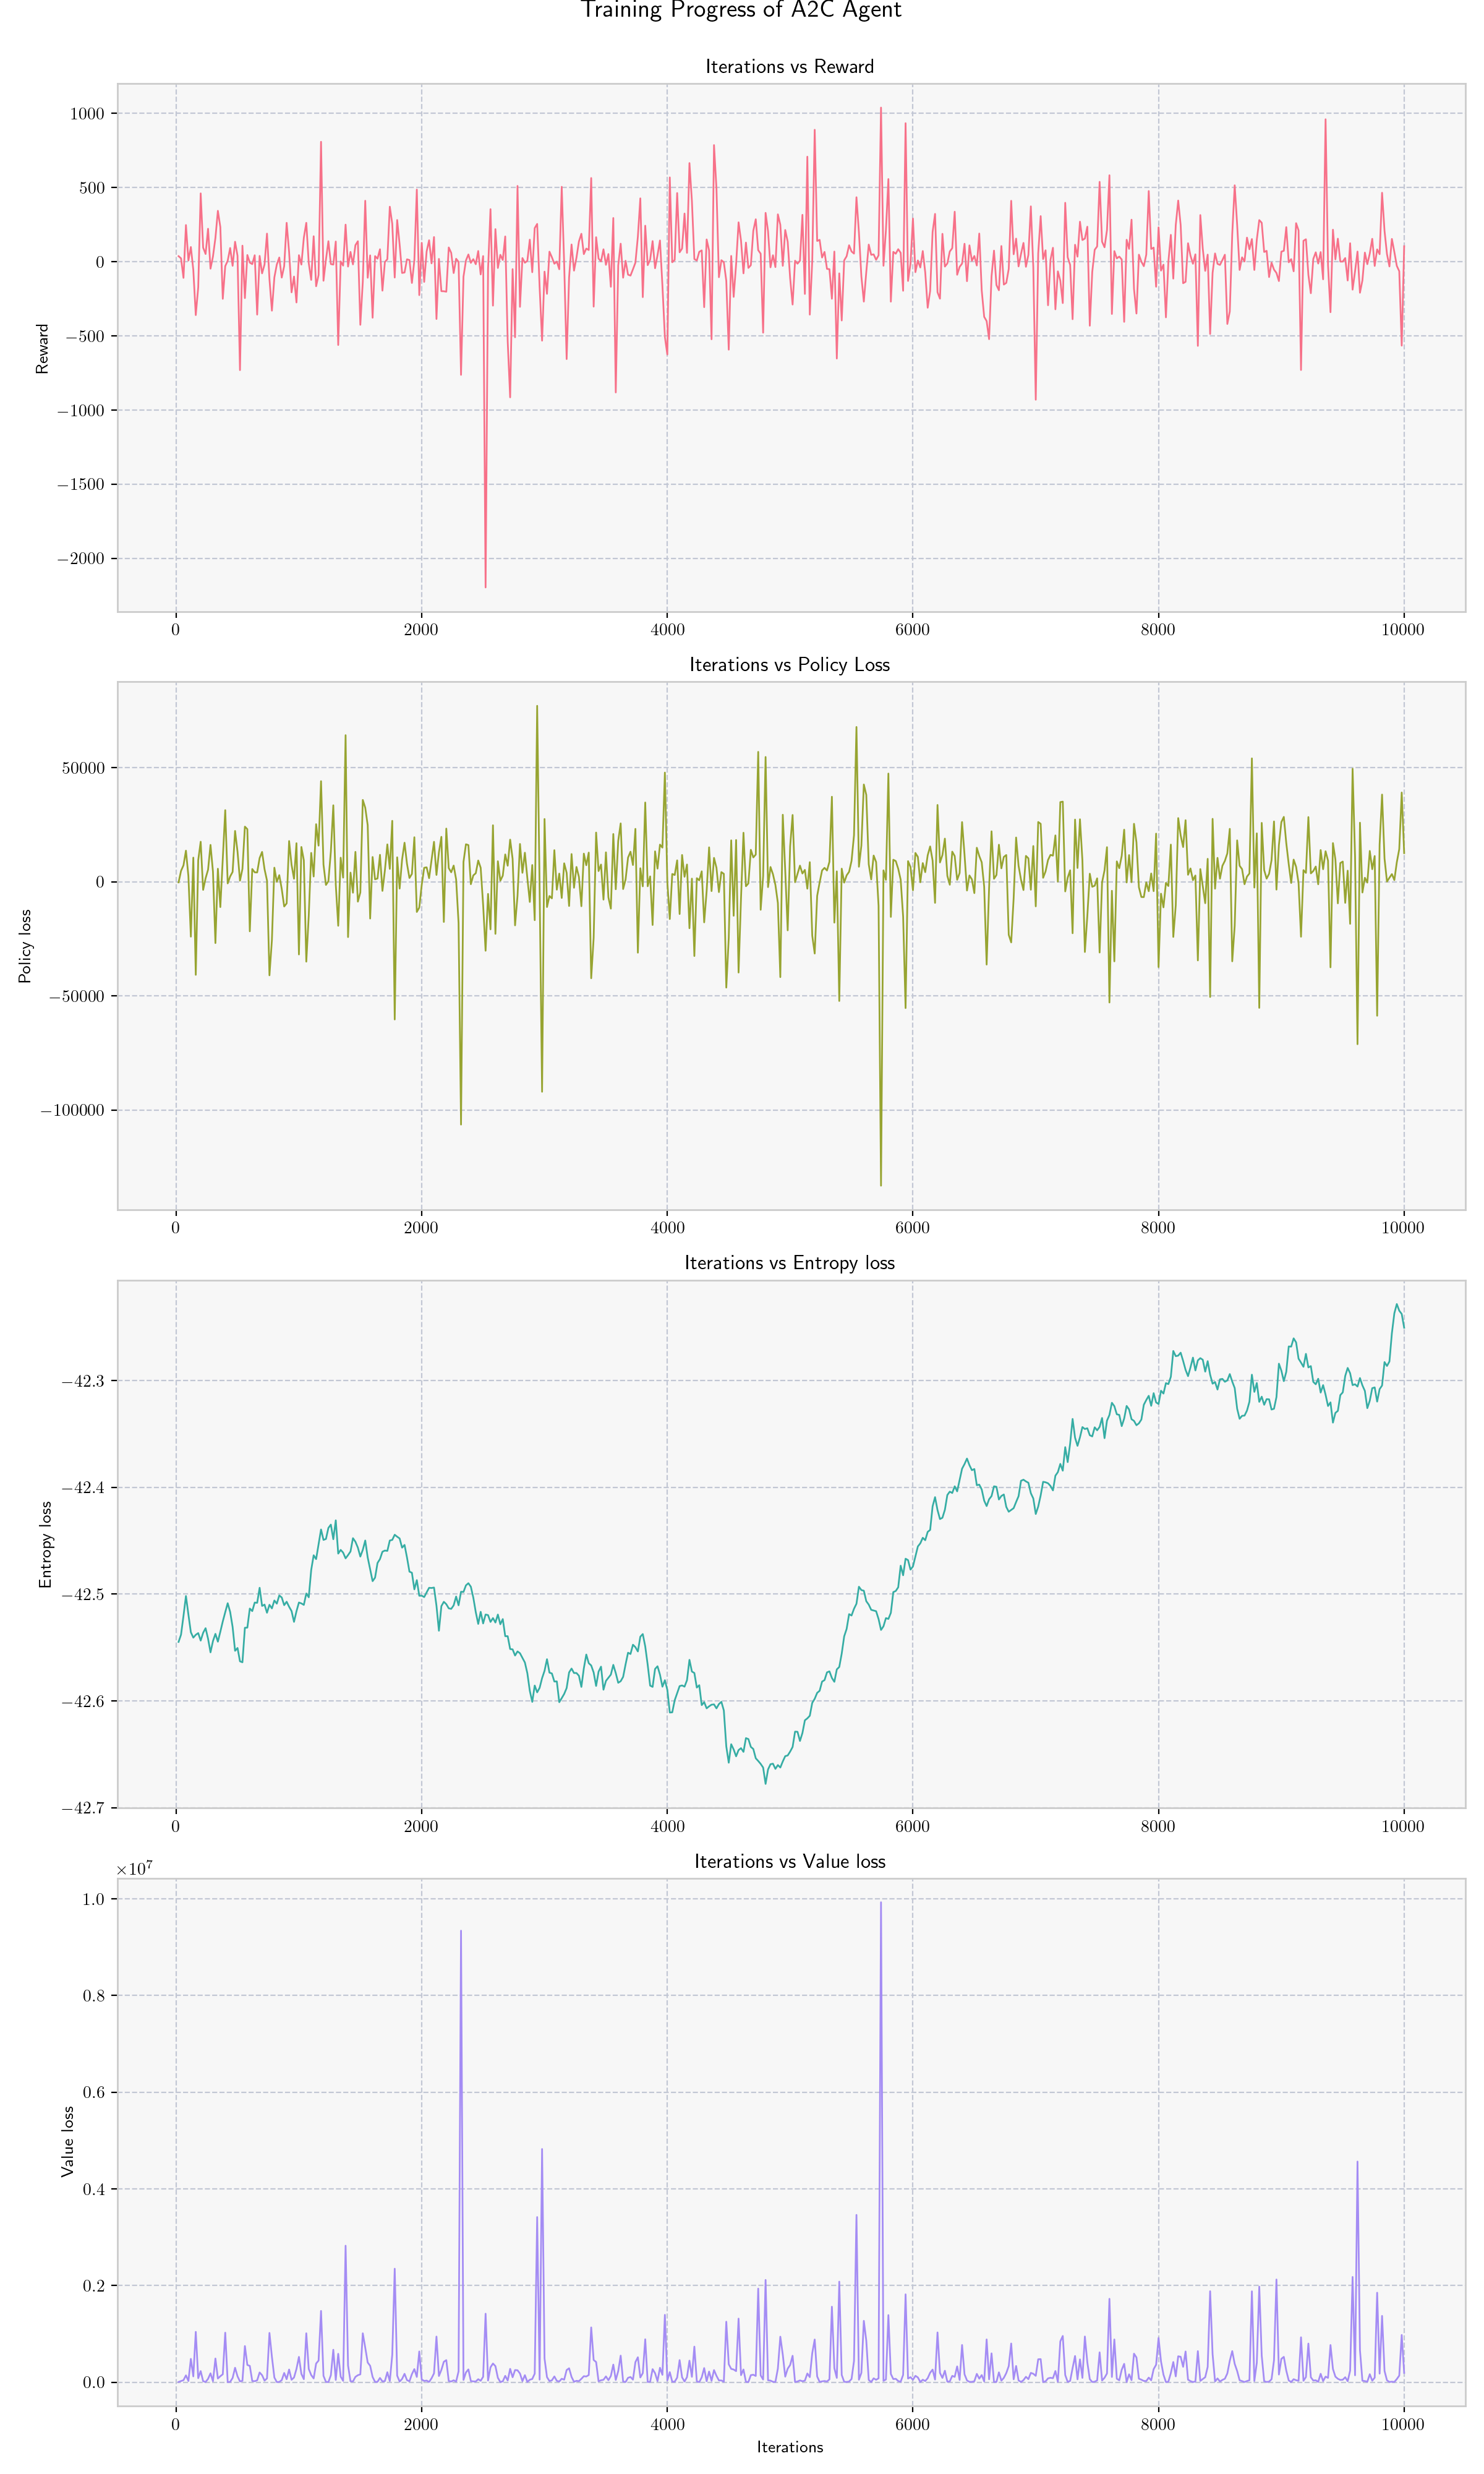 Training Progress of A2C Agent
Iterations vs Reward
1000
500
0
−500
−1000
−1500
−2000
Reward
0 2000 4000 6000 8000 10000
Iterations vs Policy Loss
50000
0
−50000
−100000
Policy loss
0 2000 4000 6000 8000 10000
Iterations vs Entropy loss
−42.3
−42.4
−42.5
−42.6
−42.7
Entropy loss
0 2000 4000 6000 8000 10000
Iterations vs Value loss
×10⁷
1.0
0.8
0.6
0.4
0.2
0.0
Value loss
0 2000 4000 6000 8000 10000
Iterations